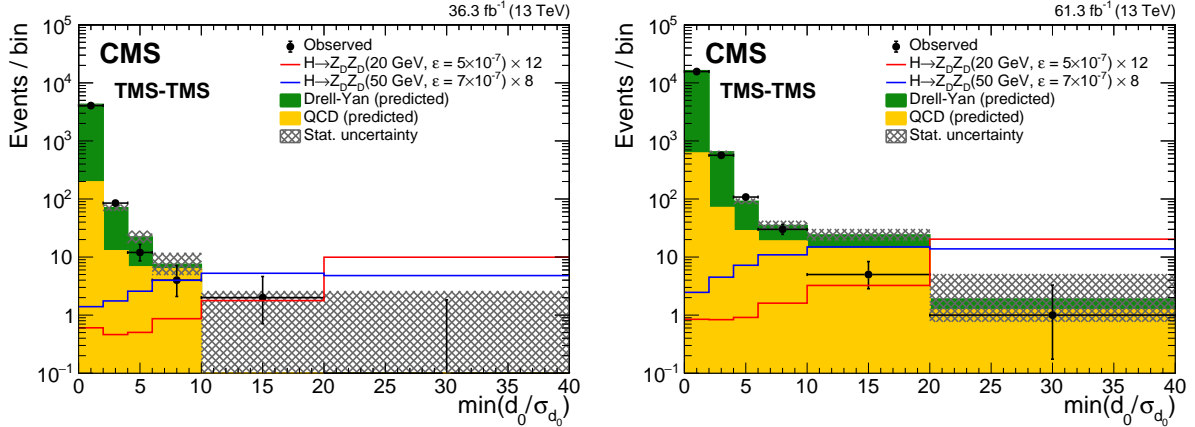 36.3 fb⁻¹ (13 TeV)
Events / bin
10⁵
10⁴
10³
10²
10
1
10⁻¹
CMS
TMS-TMS
Observed
H→Z_DZ_D(20 GeV, ε = 5×10⁻⁷) × 12
H→Z_DZ_D(50 GeV, ε = 7×10⁻⁷) × 8
Drell-Yan (predicted)
QCD (predicted)
Stat. uncertainty
0 5 10 15 20 25 30 35 40
min(d₀/σ_d₀)
61.3 fb⁻¹ (13 TeV)
Events / bin
10⁵
10⁴
10³
10²
10
1
10⁻¹
CMS
TMS-TMS
Observed
H→Z_DZ_D(20 GeV, ε = 5×10⁻⁷) × 12
H→Z_DZ_D(50 GeV, ε = 7×10⁻⁷) × 8
Drell-Yan (predicted)
QCD (predicted)
Stat. uncertainty
0 5 10 15 20 25 30 35 40
min(d₀/σ_d₀)